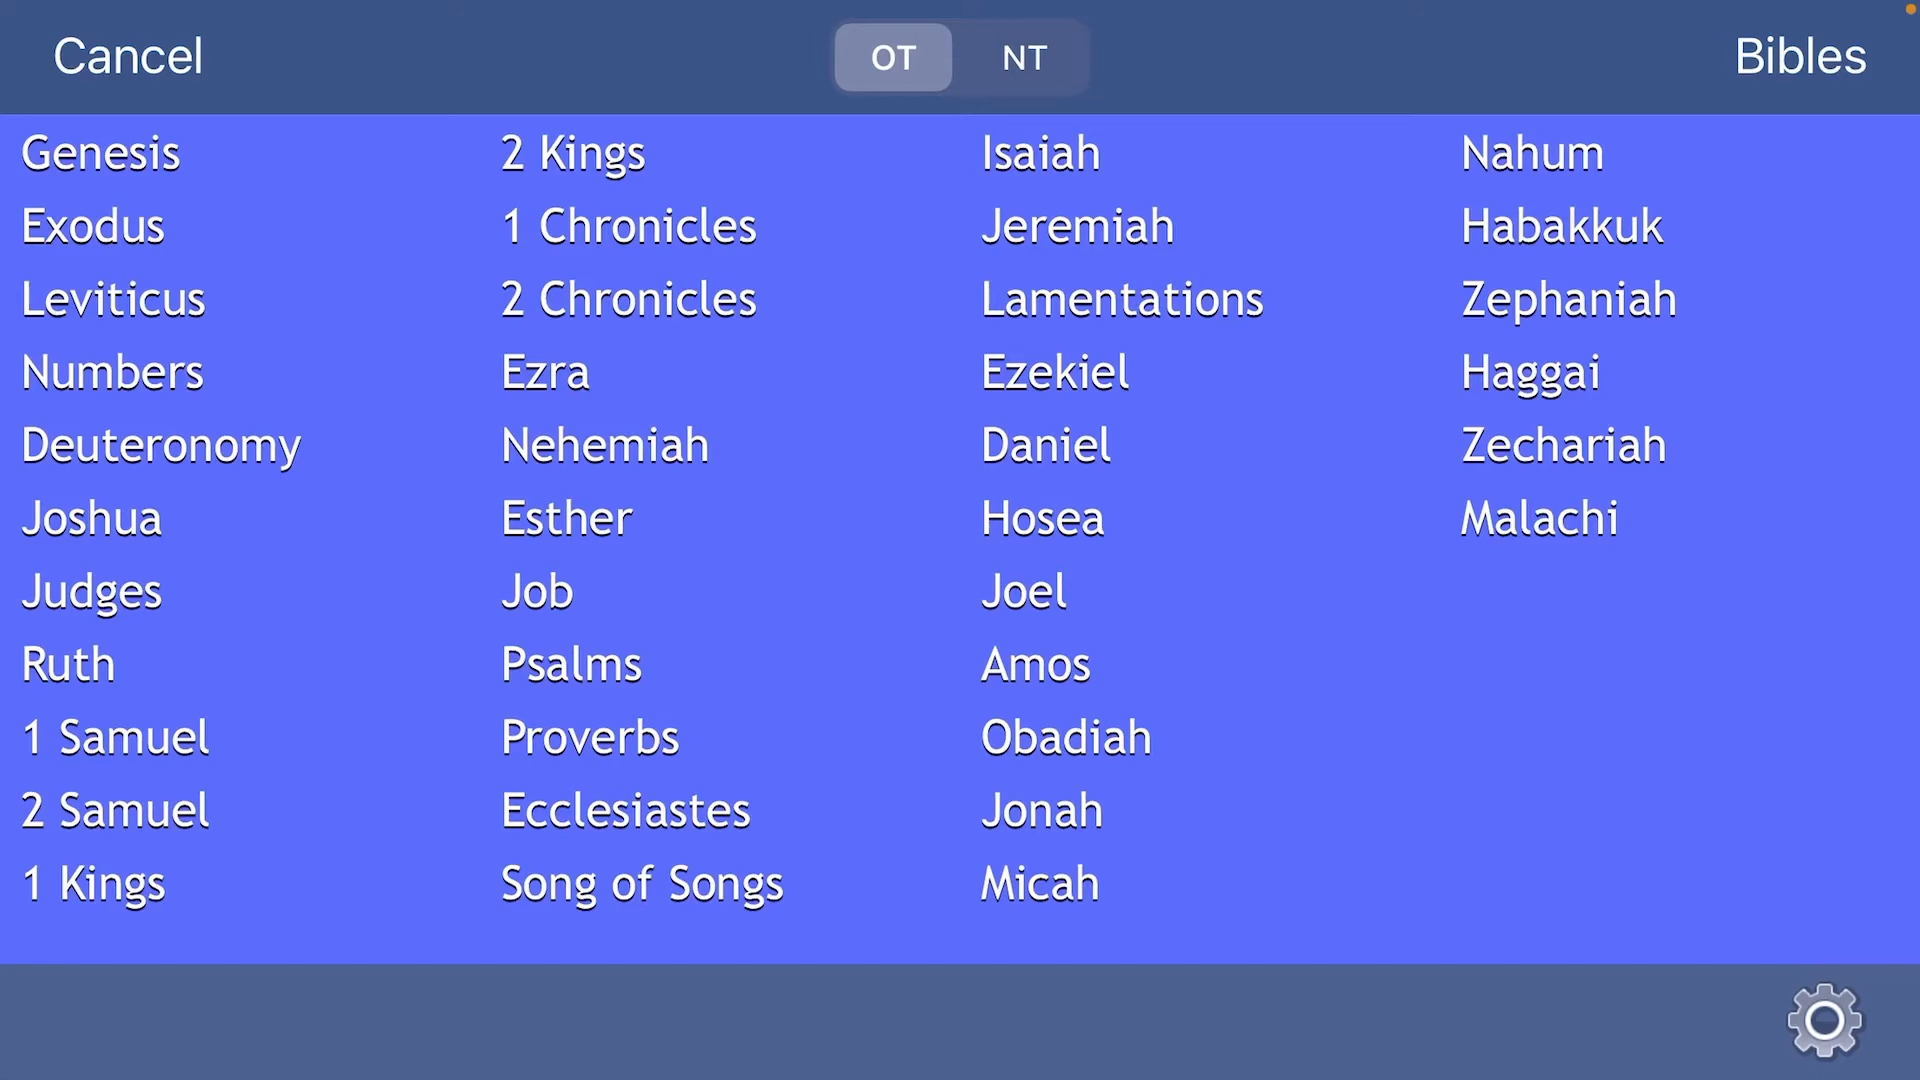 Cancel
OT
NT
Bibles
Genesis
Exodus
Leviticus
Numbers
Deuteronomy
Joshua
Judges
Ruth
1 Samuel
2 Samuel
1 Kings
2 Kings
1 Chronicles
2 Chronicles
Ezra
Nehemiah
Esther
Job
Psalms
Proverbs
Ecclesiastes
Song of Songs
Isaiah
Jeremiah
Lamentations
Ezekiel
Daniel
Hosea
Joel
Amos
Obadiah
Jonah
Micah
Nahum
Habakkuk
Zephaniah
Haggai
Zechariah
Malachi